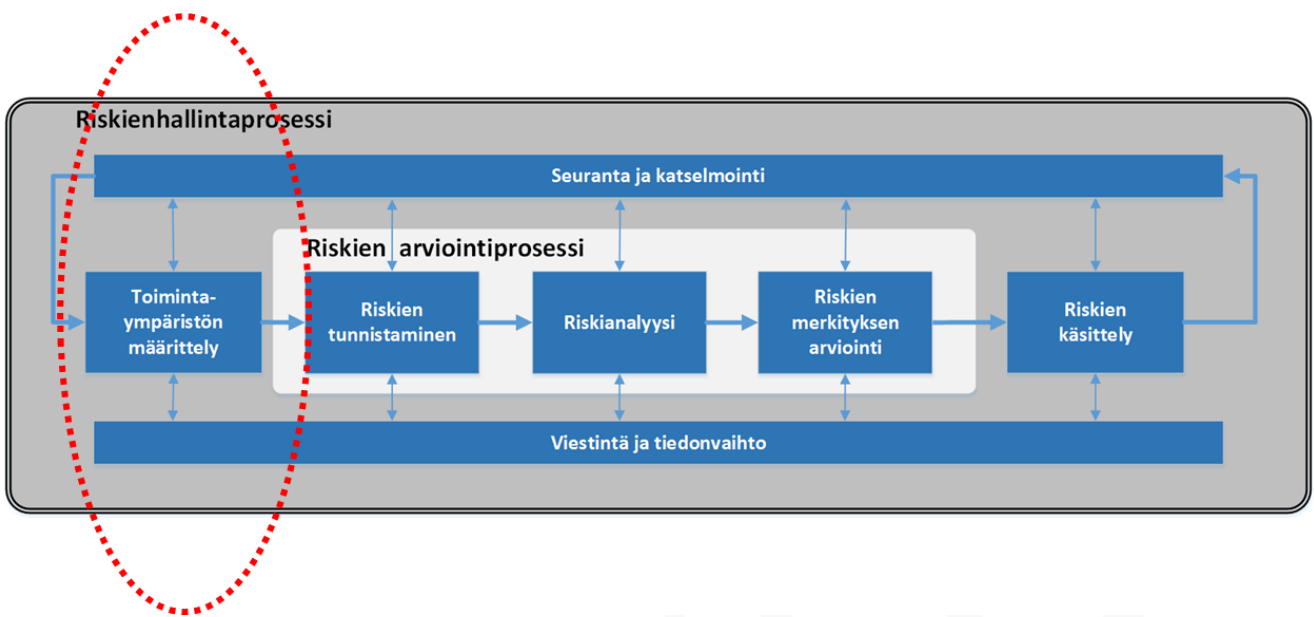 Riskienhallintaprosessi
Seuranta ja katselmointi
Riskien arviointiprosessi
Toiminta-
ympäristön
määrittely
Riskien
tunnistaminen
Riskianalyysi
Riskien
merkityksen
arviointi
Riskien
käsittely
Viestintä ja tiedonvaihto